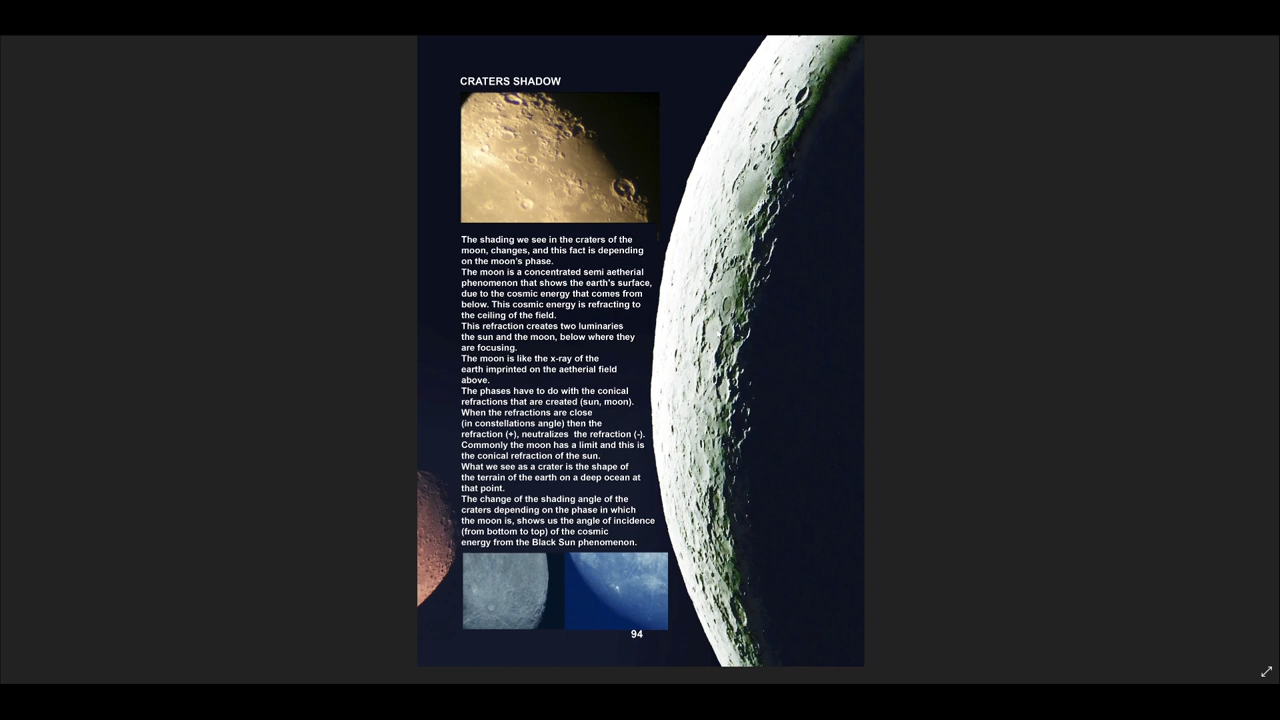 CRATERS SHADOW
The shading we see in the craters of the
moon, changes, and this fact is depending
on the moon's phase.
The moon is a concentrated semi aetherial
phenomenon that shows the earth's surface,
due to the cosmic energy that comes from
below. This cosmic energy is refracting to
the ceiling of the field.
This refraction creates two luminaries
the sun and the moon, below where they
are focusing.
The moon is like the x-ray of the
earth imprinted on the aetherial field
above.
The phases have to do with the conical
refractions that are created (sun, moon).
When the refractions are close
(in constellations angle) then the
refraction (+), neutralizes the refraction (-).
Commonly the moon has a limit and this is
the conical refraction of the sun.
What we see as a crater is the shape of
the terrain of the earth on a deep ocean at
that point.
The change of the shading angle of the
craters depending on the phase in which
the moon is, shows us the angle of incidence
(from bottom to top) of the cosmic
energy from the Black Sun phenomenon.
94